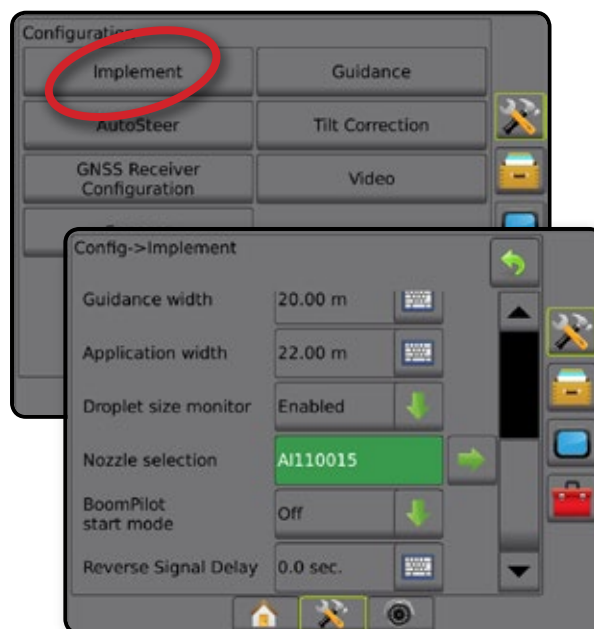 Configuration
Implement
Guidance
AutoSteer
Tilt Correction
GNSS Receiver
Configuration
Video
Config->Implement
Guidance width
20.00 m
Application width
22.00 m
Droplet size monitor
Enabled
Nozzle selection
AI110015
BoomPilot
start mode
Off
Reverse Signal Delay
0.0 sec.